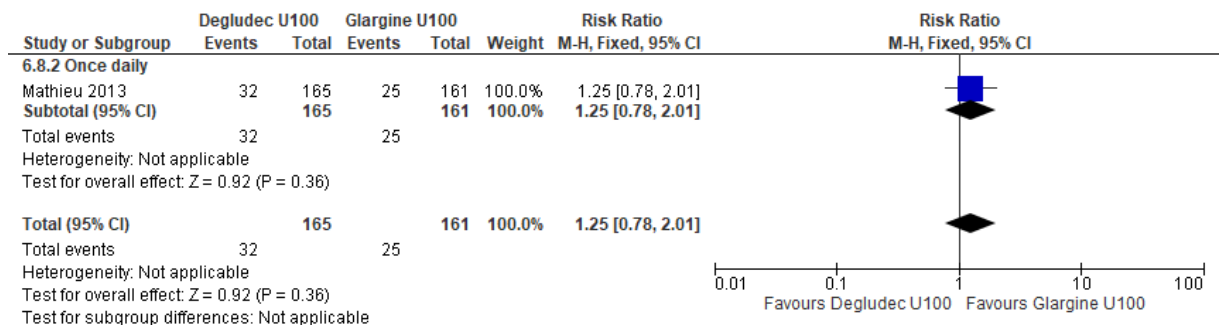 Degludec U100 Glargine U100 Risk Ratio Risk Ratio
Study or Subgroup Events Total Events Total Weight M-H, Fixed, 95% CI M-H, Fixed, 95% CI
6.8.2 Once daily
Mathieu 2013 32 165 25 161 100.0% 1.25 [0.78, 2.01]
Subtotal (95% CI) 165 161 100.0% 1.25 [0.78, 2.01]
Total events 32 25
Heterogeneity: Not applicable
Test for overall effect: Z = 0.92 (P = 0.36)
Total (95% CI) 165 161 100.0% 1.25 [0.78, 2.01]
Total events 32 25
Heterogeneity: Not applicable
Test for overall effect: Z = 0.92 (P = 0.36)
Test for subgroup differences: Not applicable
0.01 0.1 1 10 100
Favours Degludec U100 Favours Glargine U100